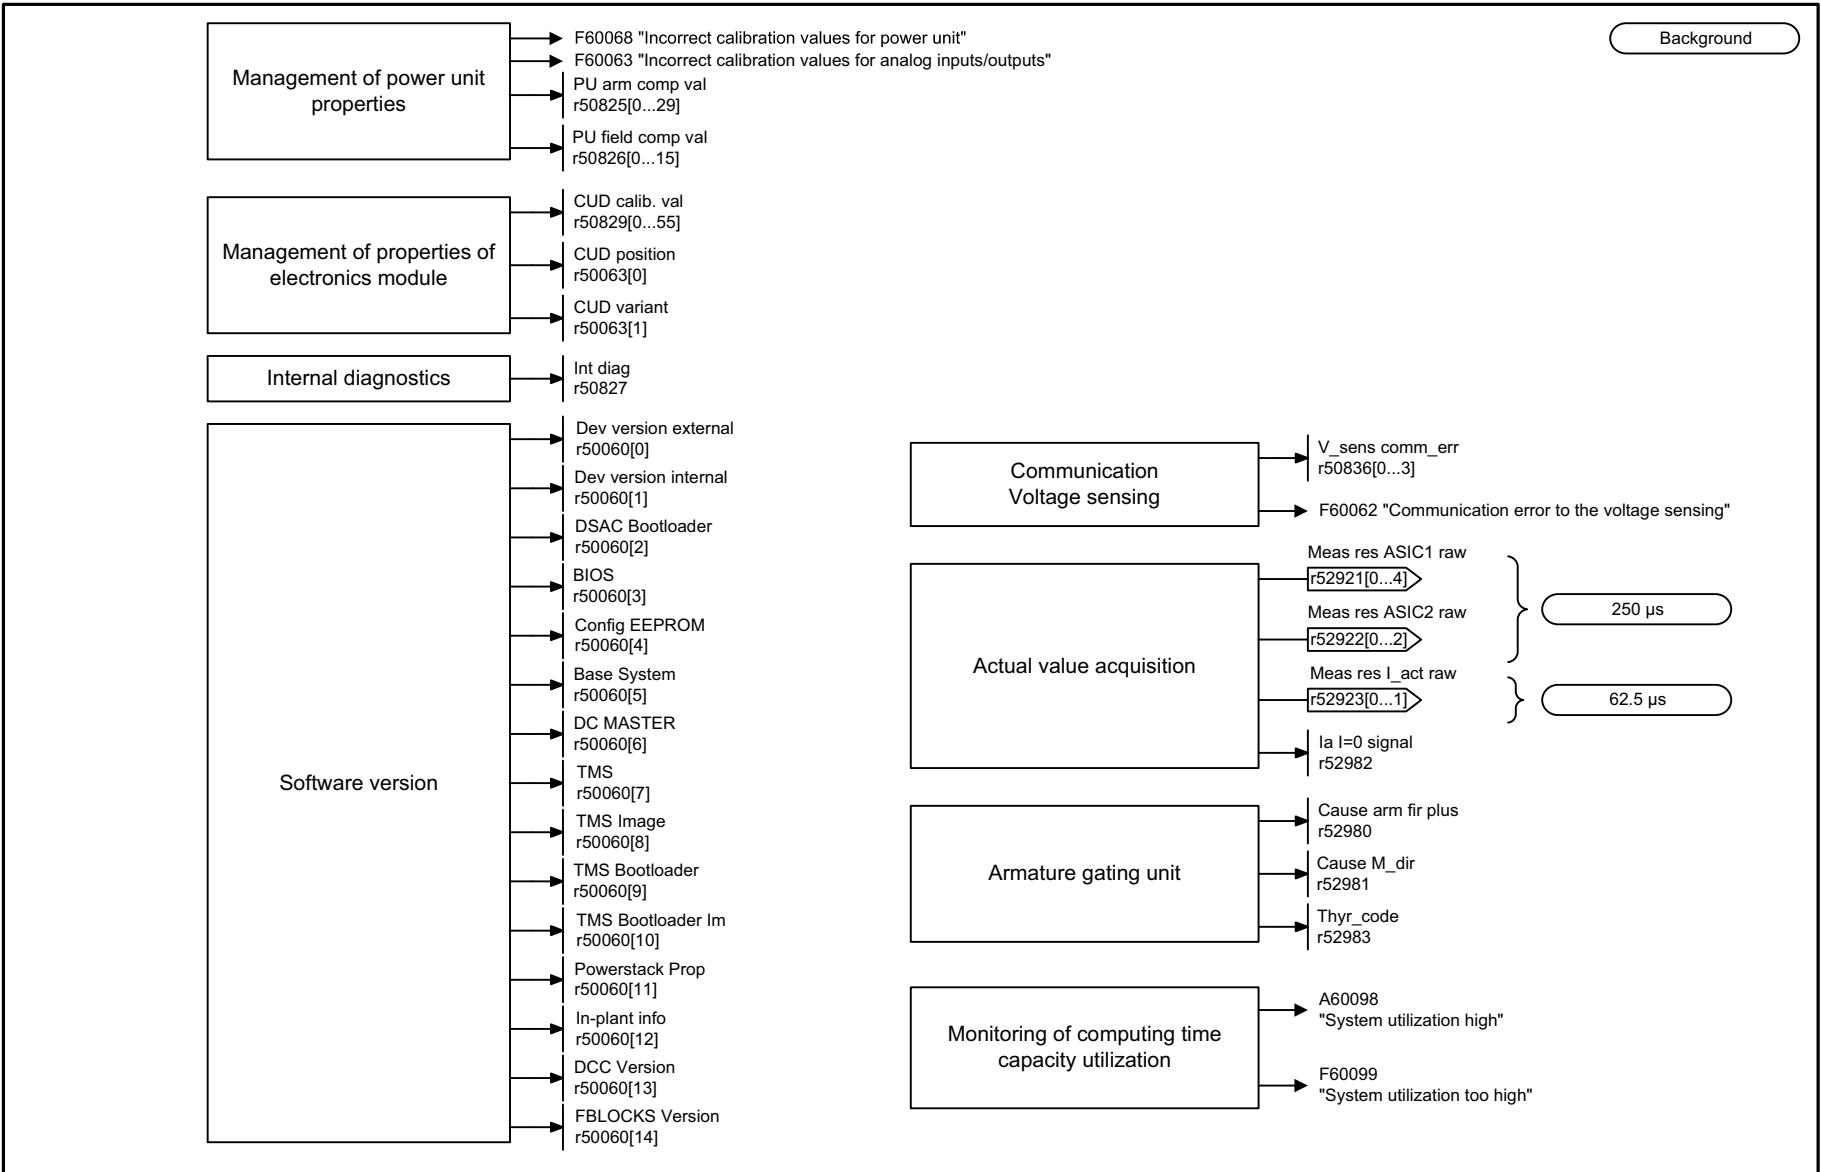 Background
Management of power unit
properties
F60068 "Incorrect calibration values for power unit"
F60063 "Incorrect calibration values for analog inputs/outputs"
PU arm comp val
r50825[0...29]
PU field comp val
r50826[0...15]
Management of properties of
electronics module
CUD calib. val
r50829[0...55]
CUD position
r50063[0]
CUD variant
r50063[1]
Internal diagnostics
Int diag
r50827
Software version
Dev version external
r50060[0]
Dev version internal
r50060[1]
DSAC Bootloader
r50060[2]
BIOS
r50060[3]
Config EEPROM
r50060[4]
Base System
r50060[5]
DC MASTER
r50060[6]
TMS
r50060[7]
TMS Image
r50060[8]
TMS Bootloader
r50060[9]
TMS Bootloader Im
r50060[10]
Powerstack Prop
r50060[11]
In-plant info
r50060[12]
DCC Version
r50060[13]
FBLOCKS Version
r50060[14]
Communication
Voltage sensing
V_sens comm_err
r50836[0...3]
F60062 "Communication error to the voltage sensing"
Actual value acquisition
Meas res ASIC1 raw
r52921[0...4]
Meas res ASIC2 raw
r52922[0...2]
250 µs
Meas res I_act raw
r52923[0...1]
62.5 µs
Ia I=0 signal
r52982
Armature gating unit
Cause arm fir plus
r52980
Cause M_dir
r52981
Thyr_code
r52983
Monitoring of computing time
capacity utilization
A60098
"System utilization high"
F60099
"System utilization too high"